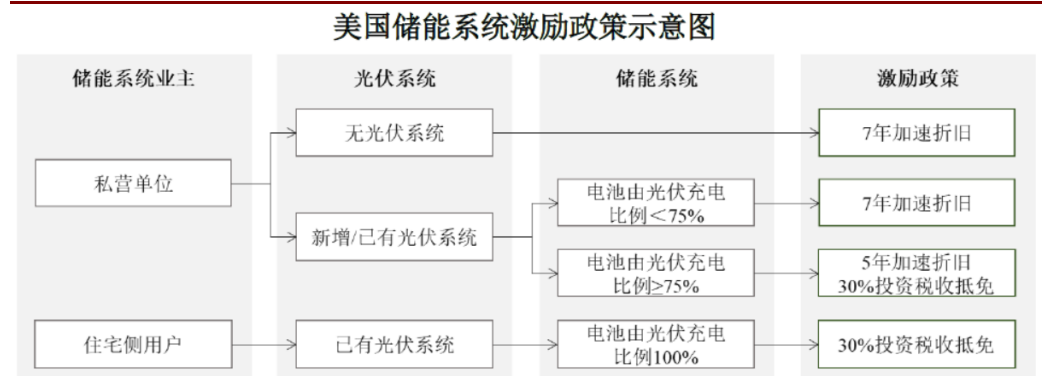 美国储能系统激励政策示意图
储能系统业主
光伏系统
储能系统
激励政策
私营单位
无光伏系统
7年加速折旧
新增/已有光伏系统
电池由光伏充电
比例＜75%
7年加速折旧
电池由光伏充电
比例≥75%
5年加速折旧
30%投资税收抵免
住宅侧用户
已有光伏系统
电池由光伏充电
比例100%
30%投资税收抵免